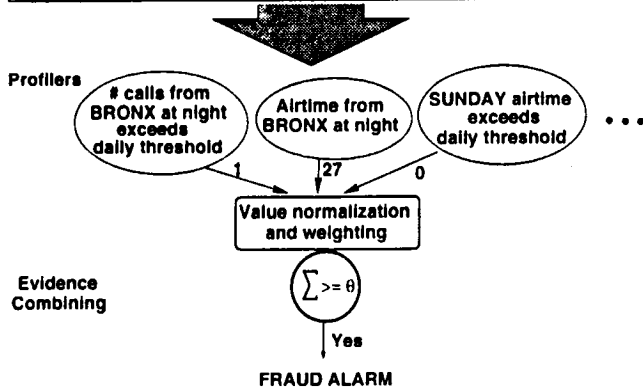 Profilers
# calls from
BRONX at night
exceeds
daily threshold
Airtime from
BRONX at night
SUNDAY airtime
exceeds
daily threshold
...
1
27
0
Value normalization
and weighting
Evidence
Combining
∑ >= θ
Yes
FRAUD ALARM